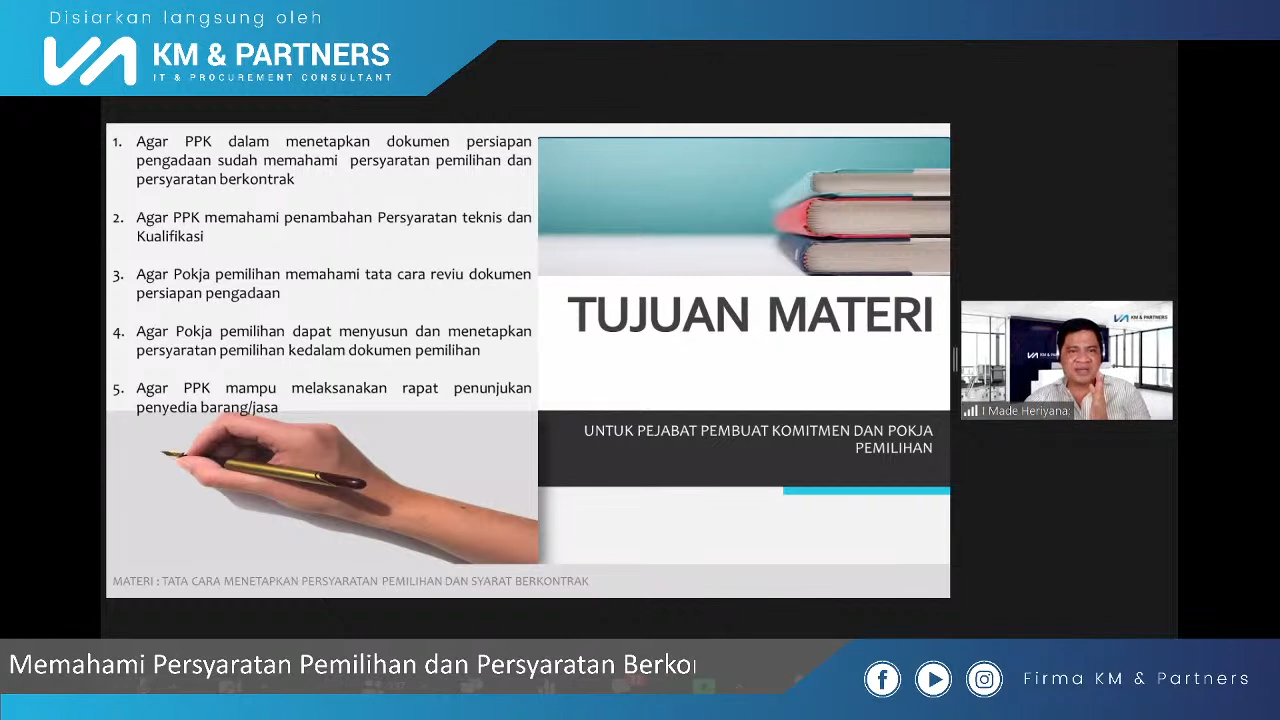 Disiarkan langsung oleh
KM & PARTNERS
IT & PROCUREMENT CONSULTANT
1. Agar PPK dalam menetapkan dokumen persiapan
pengadaan sudah memahami persyaratan pemilihan dan
persyaratan berkontrak
2. Agar PPK memahami penambahan Persyaratan teknis dan
Kualifikasi
3. Agar Pokja pemilihan memahami tata cara reviu dokumen
persiapan pengadaan
4. Agar Pokja pemilihan dapat menyusun dan menetapkan
persyaratan pemilihan kedalam dokumen pemilihan
5. Agar PPK mampu melaksanakan rapat penunjukan
penyedia barang/jasa
TUJUAN MATERI
UNTUK PEJABAT PEMBUAT KOMITMEN DAN POKJA
PEMILIHAN
MATERI : TATA CARA MENETAPKAN PERSYARATAN PEMILIHAN DAN SYARAT BERKONTRAK
KM & PARTNERS
I Made Heriyana:
Memahami Persyaratan Pemilihan dan Persyaratan Berko
Firma KM & Partners